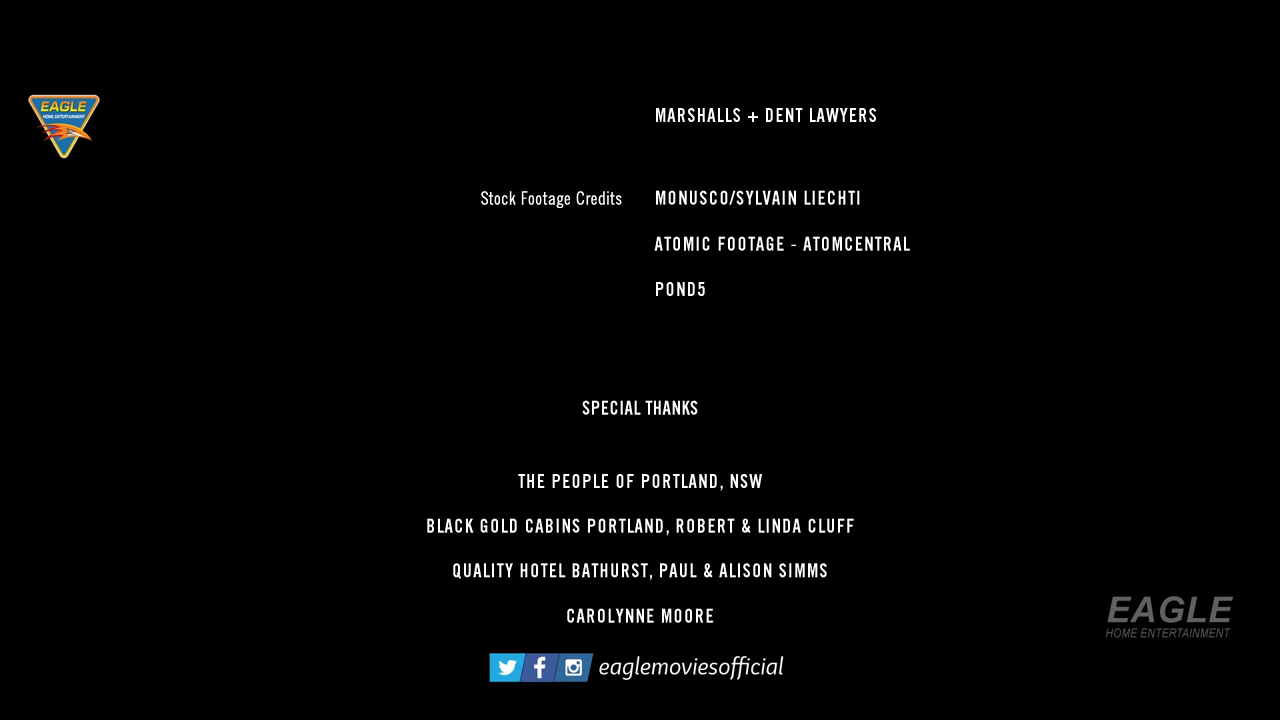 EAGLE
HOME ENTERTAINMENT
MARSHALLS + DENT LAWYERS
Stock Footage Credits MONUSCO/SYLVAIN LIECHTI
ATOMIC FOOTAGE - ATOMCENTRAL
POND5
SPECIAL THANKS
THE PEOPLE OF PORTLAND, NSW
BLACK GOLD CABINS PORTLAND, ROBERT & LINDA CLUFF
QUALITY HOTEL BATHURST, PAUL & ALISON SIMMS
CAROLYNNE MOORE
EAGLE
HOME ENTERTAINMENT
eaglemoviesofficial